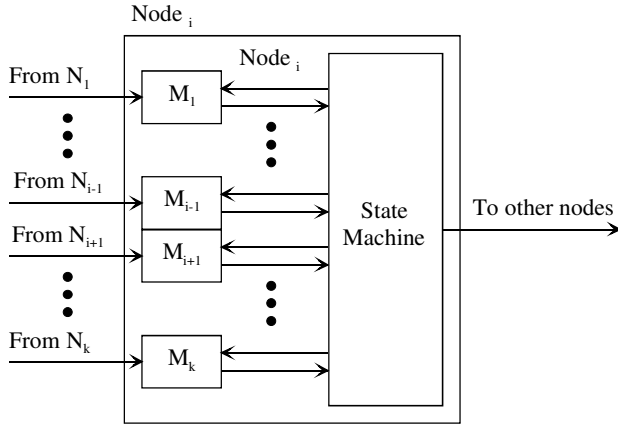 Node i
Node i
From N1
M1
From Ni-1
Mi-1
State
Machine
To other nodes
From Ni+1
Mi+1
From Nk
Mk